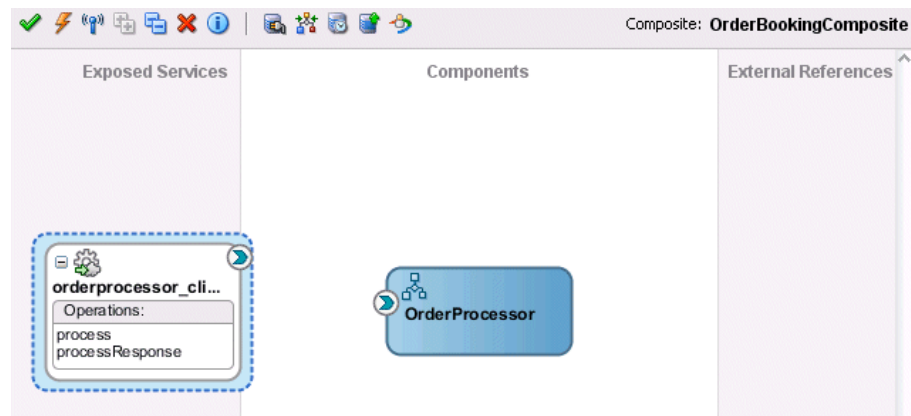 Composite: OrderBookingComposite
Exposed Services
Components
External References
orderprocessor_cli...
Operations:
process
processResponse
OrderProcessor